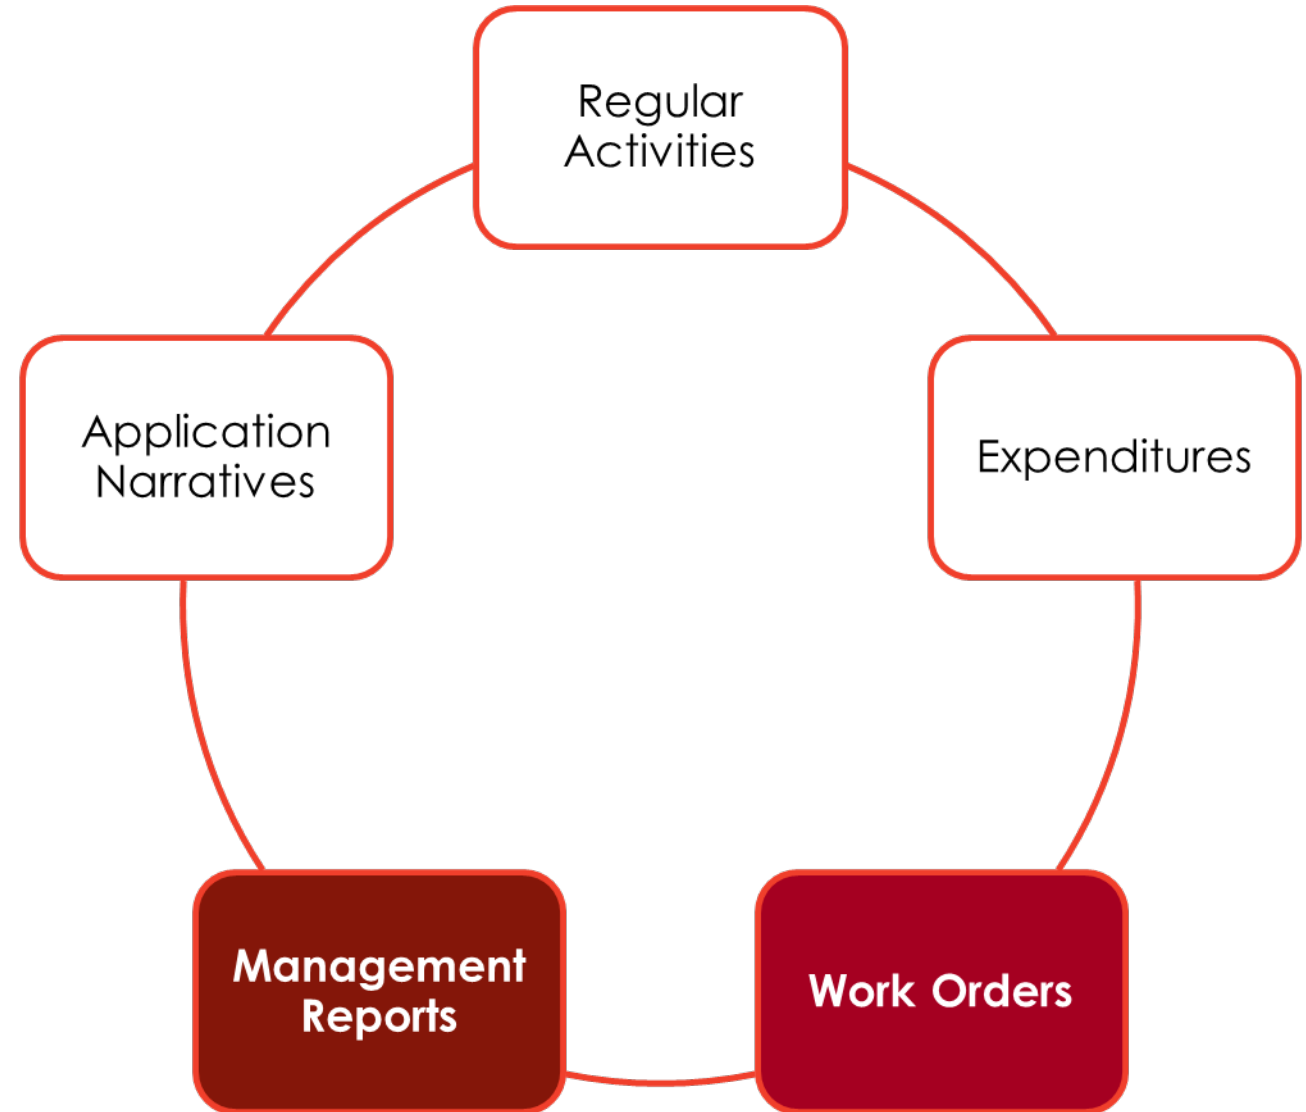 Regular
Activities
Application
Narratives
Expenditures
Management
Reports
Work Orders